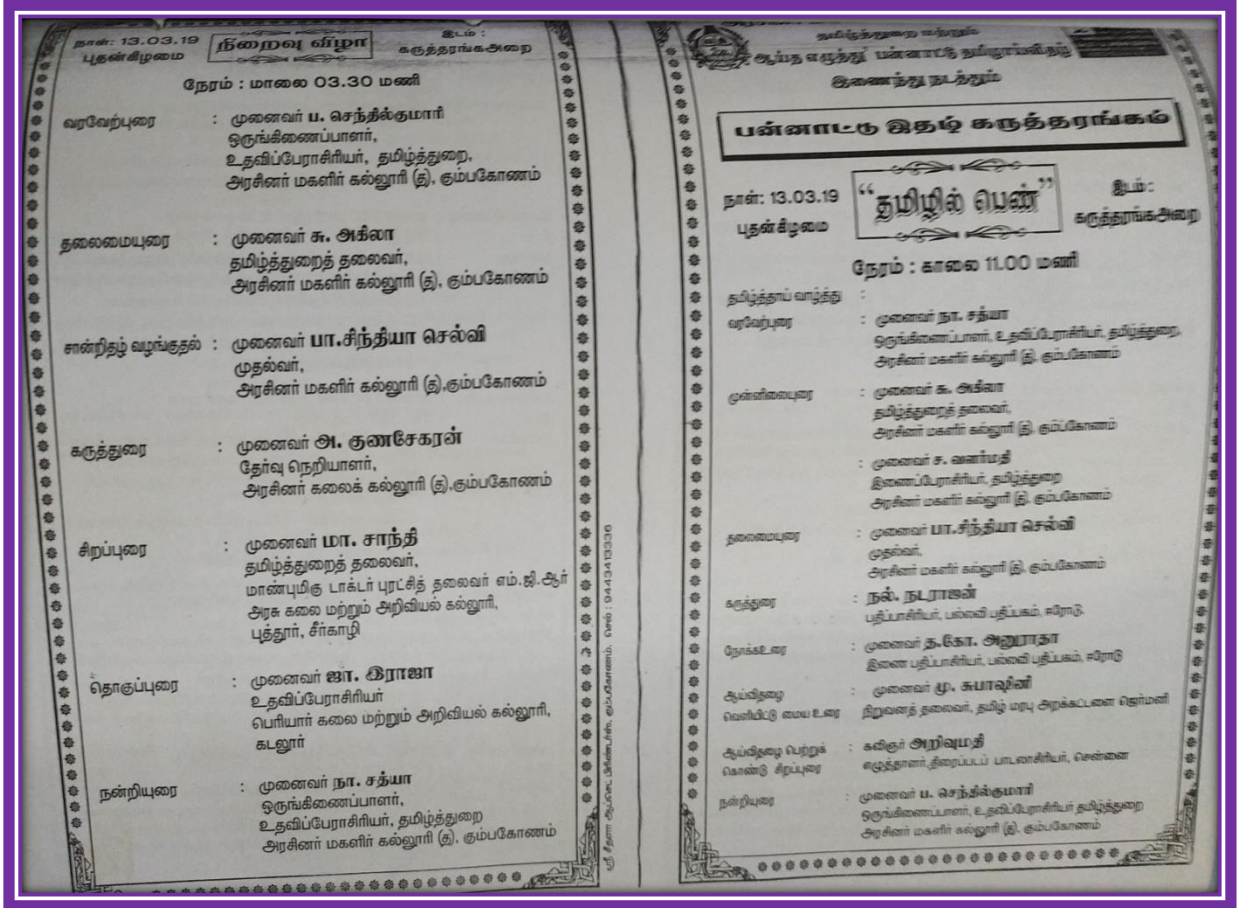 நாள்: 13.03.19
புதன்கிழமை
நிறைவு விழா
இடம் :
கருத்தரங்கஅறை
நேரம் : மாலை 03.30 மணி
வரவேற்புரை : முனைவர் ப. செந்தில்குமாரி
ஒருங்கிணைப்பாளர்,
உதவிப்பேராசிரியர், தமிழ்த்துறை,
அரசினர் மகளிர் கல்லூரி (த), கும்பகோணம்
தலைமையுரை : முனைவர் சு. அகிலா
தமிழ்த்துறைத் தலைவர்,
அரசினர் மகளிர் கல்லூரி (த), கும்பகோணம்
சான்றிதழ் வழங்குதல் : முனைவர் பா.சிந்தியா செல்வி
முதல்வர்,
அரசினர் மகளிர் கல்லூரி (த),கும்பகோணம்
கருத்துரை : முனைவர் அ. குணசேகரன்
தேர்வு நெறியாளர்,
அரசினர் கலைக் கல்லூரி (த),கும்பகோணம்
சிறப்புரை : முனைவர் மா. சாந்தி
தமிழ்த்துறைத் தலைவர்,
மாண்புமிகு டாக்டர் புரட்சித் தலைவர் எம்.ஜி.ஆர்
அரசு கலை மற்றும் அறிவியல் கல்லூரி,
புத்தூர், சீர்காழி
தொகுப்புரை : முனைவர் ஜா. இராஜா
உதவிப்பேராசிரியர்
பெரியார் கலை மற்றும் அறிவியல் கல்லூரி,
கடலூர்
நன்றியுரை : முனைவர் நா. சத்யா
ஒருங்கிணைப்பாளர்,
உதவிப்பேராசிரியர், தமிழ்த்துறை
அரசினர் மகளிர் கல்லூரி (த), கும்பகோணம்
கும்பகோணம். செல் : 9443413336
தமிழ்த்துறை மற்றும்
ஆய்த எழுத்து பன்னாட்டு தமிழாய்விதழ்
இணைந்து நடத்தும்
பன்னாட்டு இதழ் கருத்தரங்கம்
நாள்: 13.03.19
புதன்கிழமை
“தமிழில் பெண்”
இடம் :
கருத்தரங்கஅறை
நேரம் : காலை 11.00 மணி
தமிழ்த்தாய் வாழ்த்து :
வரவேற்புரை : முனைவர் நா. சத்யா
ஒருங்கிணைப்பாளர், உதவிப்பேராசிரியர், தமிழ்த்துறை,
அரசினர் மகளிர் கல்லூரி (த), கும்பகோணம்
முன்னிலையுரை : முனைவர் சு. அகிலா
தமிழ்த்துறைத் தலைவர்,
அரசினர் மகளிர் கல்லூரி (த), கும்பகோணம்
: முனைவர் ச. வளர்மதி
இணைப்பேராசிரியர், தமிழ்த்துறை
அரசினர் மகளிர் கல்லூரி (த), கும்பகோணம்
தலைமையுரை : முனைவர் பா.சிந்தியா செல்வி
முதல்வர்,
அரசினர் மகளிர் கல்லூரி (த), கும்பகோணம்
கருத்துரை : நல். நடராஜன்
பதிப்பாசிரியர், பல்லவி பதிப்பகம், ஈரோடு.
நோக்கஉரை : முனைவர் த.கோ. அனுராதா
இணை பதிப்பாசிரியர், பல்லவி பதிப்பகம், ஈரோடு
ஆய்விதழை : முனைவர் மு. சுபாஷினி
வெளியிட்டு மைய உரை நிறுவனத் தலைவர், தமிழ் மரபு அறக்கட்டளை ஜெர்மனி
ஆய்விதழை பெற்றுக் : கவிஞர் அறிவுமதி
கொண்டு சிறப்புரை எழுத்தாளர்,திரைப்படப் பாடலாசிரியர், சென்னை
நன்றியுரை : முனைவர் ப. செந்தில்குமாரி
ஒருங்கிணைப்பாளர், உதவிப்பேராசிரியர் தமிழ்த்துறை
அரசினர் மகளிர் கல்லூரி (த), கும்பகோணம்